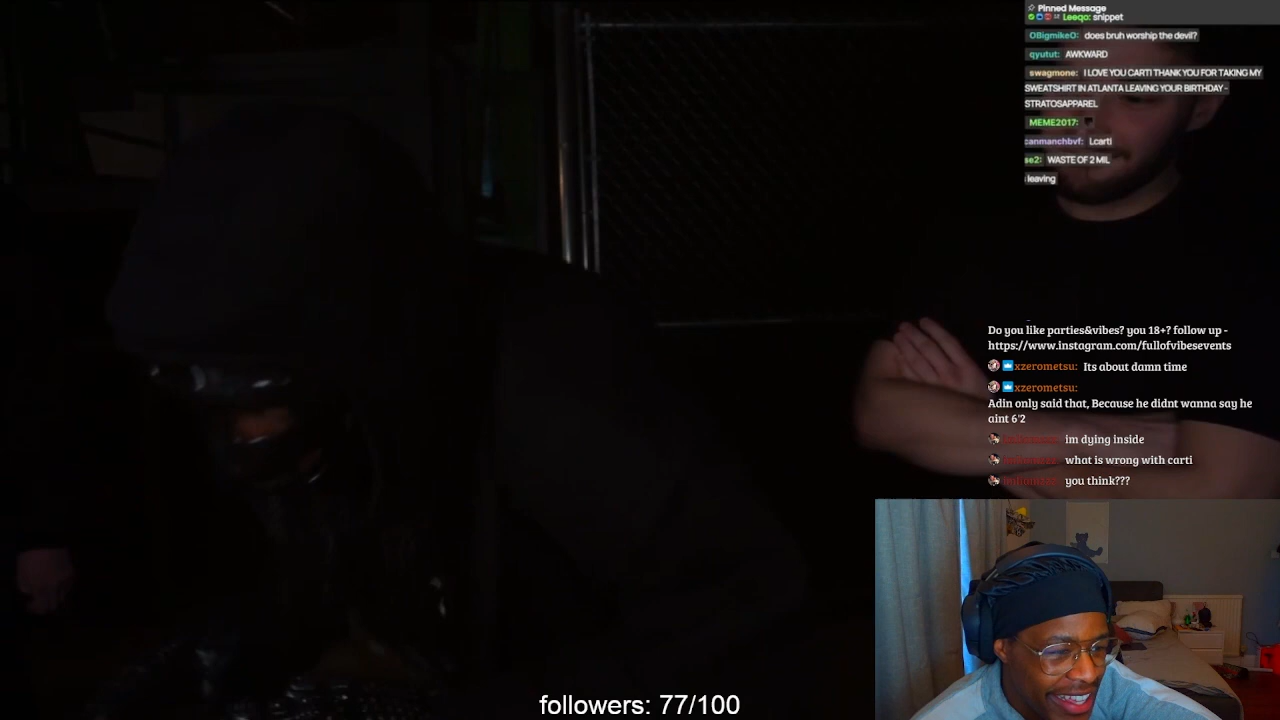 Pinned Message
Leeqo: snippet
OBigmikeO: does bruh worship the devil?
qyutut: AWKWARD
swagmone: I LOVE YOU CARTI THANK YOU FOR TAKING MY
SWEATSHIRT IN ATLANTA LEAVING YOUR BIRTHDAY -
STRATOSAPPAREL
MEME2017:
canmanchbvf: Lcarti
se2: WASTE OF 2 MIL
leaving
Do you like parties&vibes? you 18+? follow up -
https://www.instagram.com/fullofvibesevents
xzerometsu: Its about damn time
xzerometsu:
Adin only said that, Because he didnt wanna say he
aint 6'2
im dying inside
what is wrong with carti
you think???
followers: 77/100